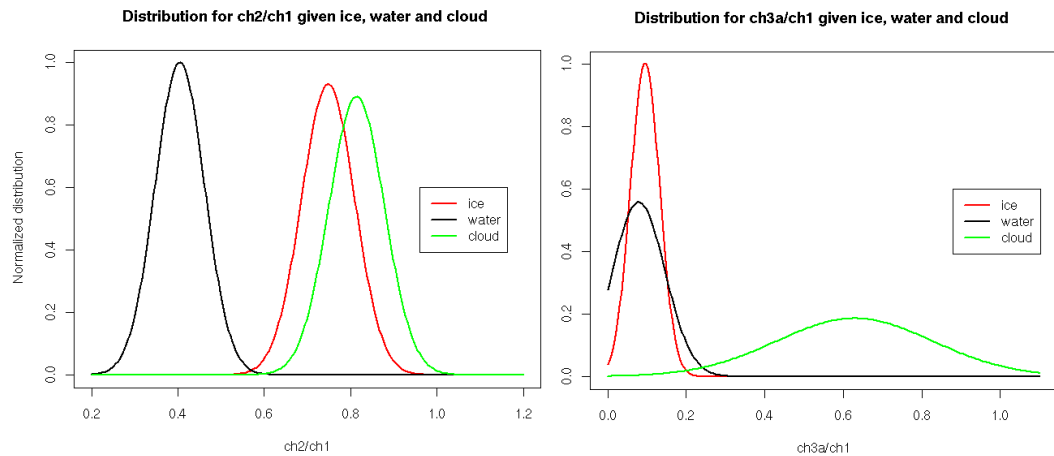 Distribution for ch2/ch1 given ice, water and cloud
Normalized distribution
0.0 0.2 0.4 0.6 0.8 1.0
ice
water
cloud
0.2 0.4 0.6 0.8 1.0 1.2
ch2/ch1
Distribution for ch3a/ch1 given ice, water and cloud
0.0 0.2 0.4 0.6 0.8 1.0
ice
water
cloud
0.0 0.2 0.4 0.6 0.8 1.0
ch3a/ch1